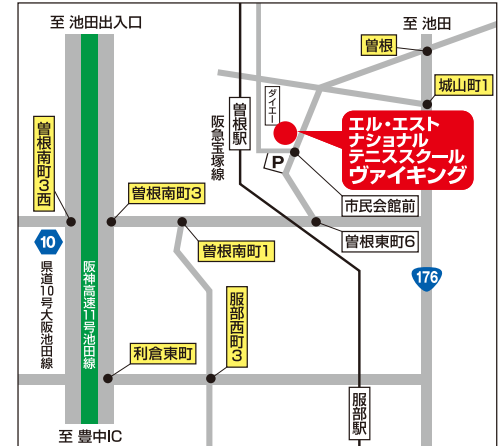 至 池田出入口
至 池田
曽根
城山町1
ダイエー
エル・エスト
ナショナル
テニススクール
ヴァイキング
曽根駅
阪急宝塚線
P
曽根南町3西
曽根南町3
市民会館前
曽根南町1
曽根東町6
10
県道10号大阪池田線
阪神高速11号池田線
176
服部西町3
利倉東町
服部駅
至 豊中IC